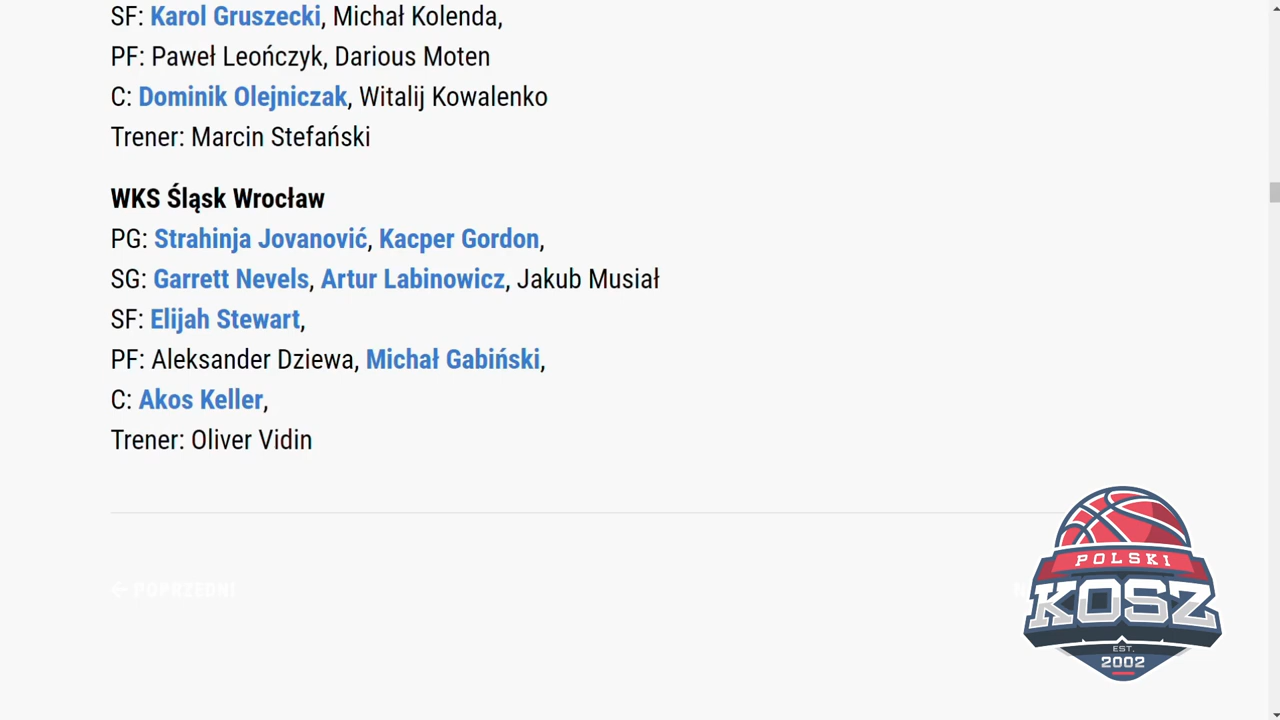 SF: Karol Gruszecki, Michał Kolenda,
PF: Paweł Leończyk, Darious Moten
C: Dominik Olejniczak, Witalij Kowalenko
Trener: Marcin Stefański
WKS Śląsk Wrocław
PG: Strahinja Jovanović, Kacper Gordon,
SG: Garrett Nevels, Artur Labinowicz, Jakub Musiał
SF: Elijah Stewart,
PF: Aleksander Dziewa, Michał Gabiński,
C: Akos Keller,
Trener: Oliver Vidin
← POPRZEDNI
POLSKI
KOSZ
EST.
2002